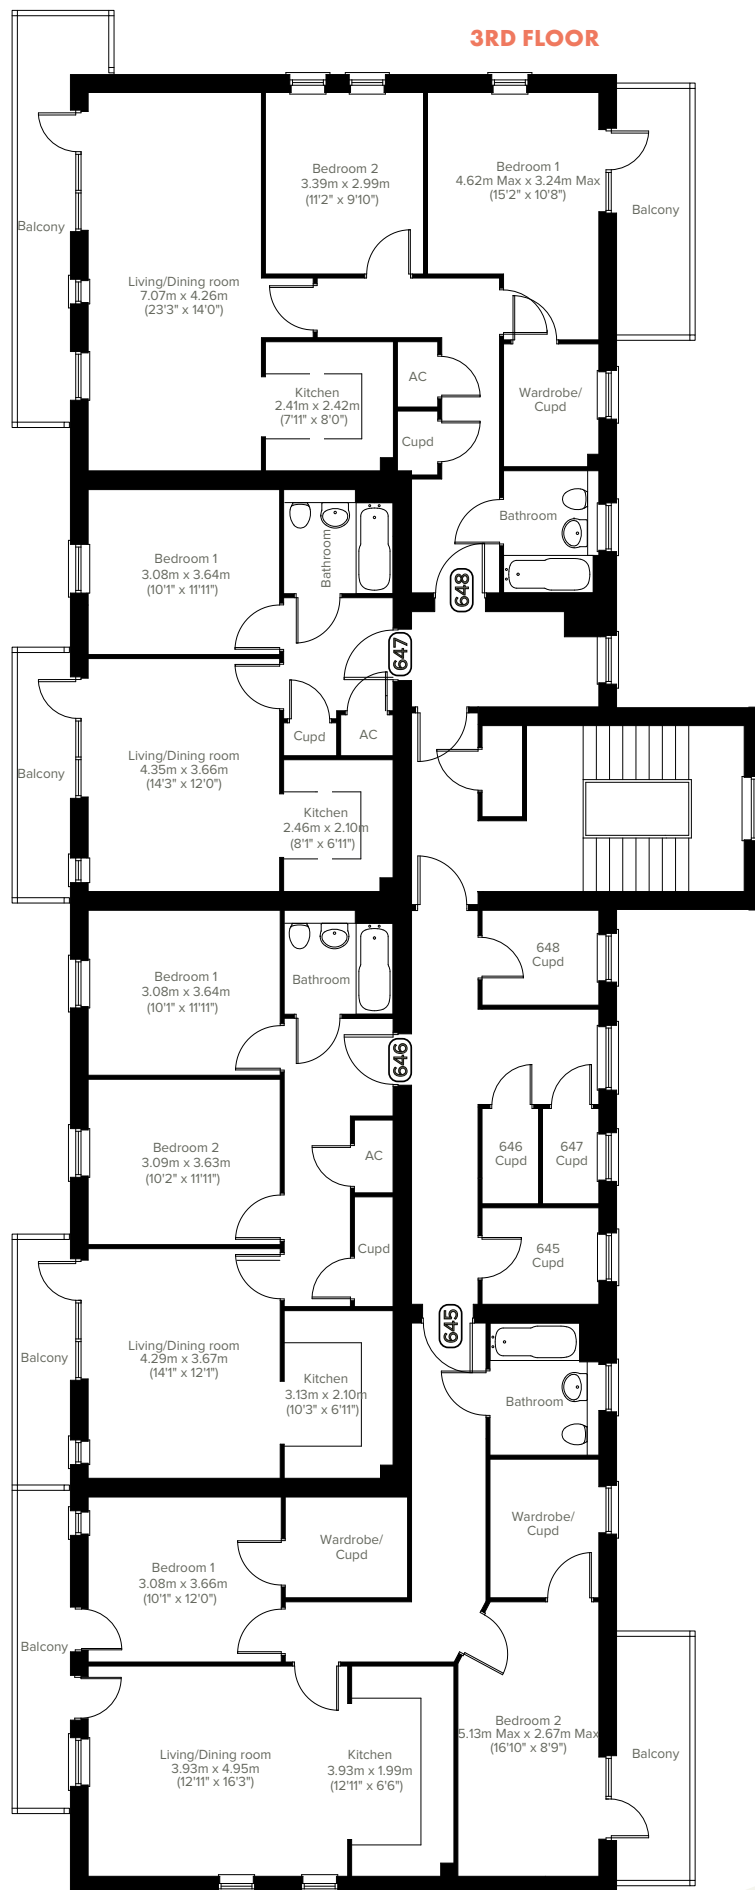 3RD FLOOR
Bedroom 2
3.39m x 2.99m
(11'2" x 9'10")
Bedroom 1
4.62m Max x 3.24m Max
(15'2" x 10'8")
Balcony
Balcony
Living/Dining room
7.07m x 4.26m
(23'3" x 14'0")
Kitchen
2.41m x 2.42m
(7'11" x 8'0")
AC
Wardrobe/
Cupd
Cupd
Bathroom
648
Bedroom 1
3.08m x 3.64m
(10'1" x 11'11")
Bathroom
647
Cupd
AC
Balcony
Living/Dining room
4.35m x 3.66m
(14'3" x 12'0")
Kitchen
2.46m x 2.10m
(8'1" x 6'11")
Bedroom 1
3.08m x 3.64m
(10'1" x 11'11")
Bathroom
648
Cupd
646
Bedroom 2
3.09m x 3.63m
(10'2" x 11'11")
AC
646
Cupd
647
Cupd
Cupd
645
Cupd
645
Balcony
Living/Dining room
4.29m x 3.67m
(14'1" x 12'1")
Kitchen
3.13m x 2.10m
(10'3" x 6'11")
Bathroom
Wardrobe/
Cupd
Wardrobe/
Cupd
Bedroom 1
3.08m x 3.66m
(10'1" x 12'0")
Balcony
Living/Dining room
3.93m x 4.95m
(12'11" x 16'3")
Kitchen
3.93m x 1.99m
(12'11" x 6'6")
Bedroom 2
5.13m Max x 2.67m Max
(16'10" x 8'9")
Balcony